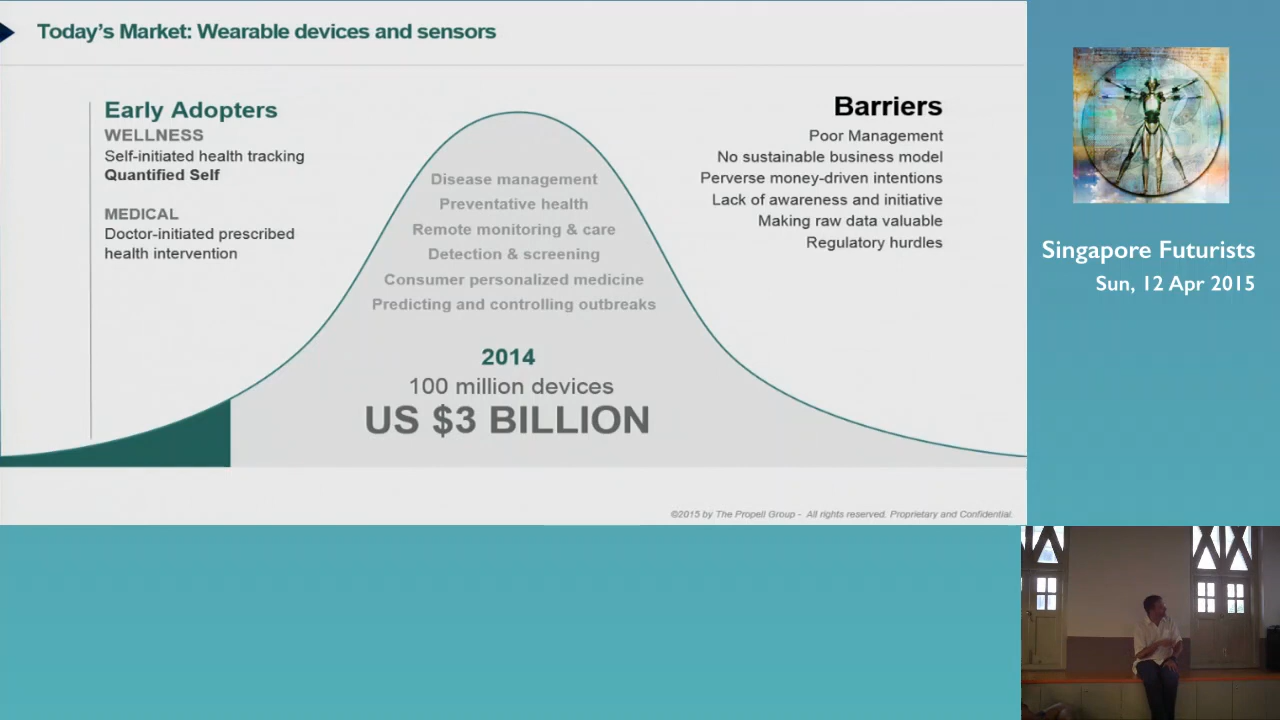 Today's Market: Wearable devices and sensors
Early Adopters
WELLNESS
Self-initiated health tracking
Quantified Self
MEDICAL
Doctor-initiated prescribed
health intervention
Disease management
Preventative health
Remote monitoring & care
Detection & screening
Consumer personalized medicine
Predicting and controlling outbreaks
2014
100 million devices
US $3 BILLION
Barriers
Poor Management
No sustainable business model
Perverse money-driven intentions
Lack of awareness and initiative
Making raw data valuable
Regulatory hurdles
©2015 by The Propell Group - All rights reserved. Proprietary and Confidential.
Singapore Futurists
Sun, 12 Apr 2015